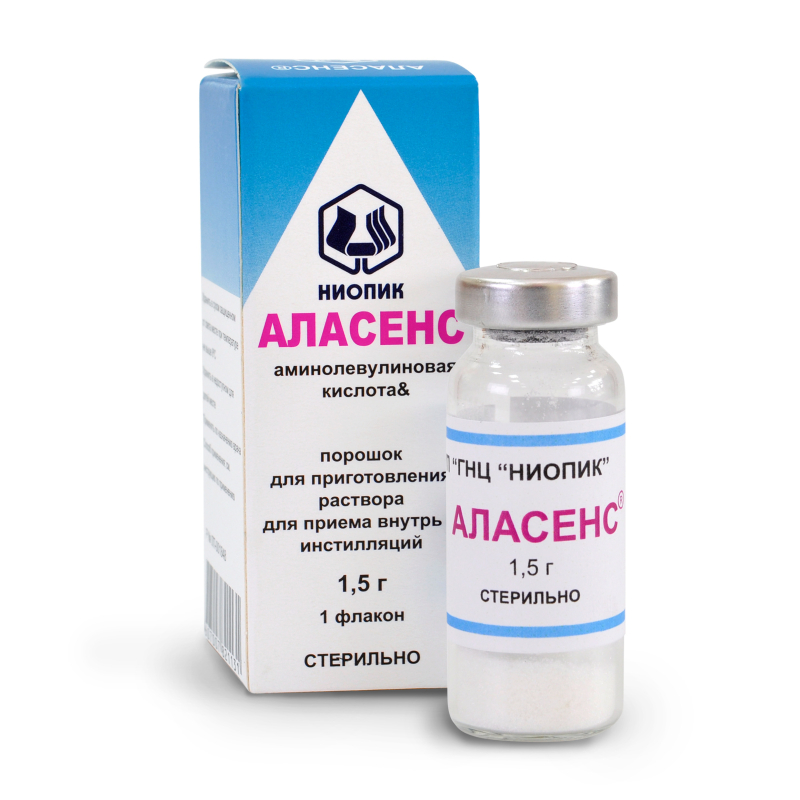 АЛАСЕНС®
НИОПИК
АЛАСЕНС
аминолевулиновая
кислота&
порошок
для приготовления
раствора
для приема внутрь
инстилляций
1,5 г
1 флакон
СТЕРИЛЬНО
"ГНЦ "НИОПИК"
АЛАСЕНС®
1,5 г
СТЕРИЛЬНО